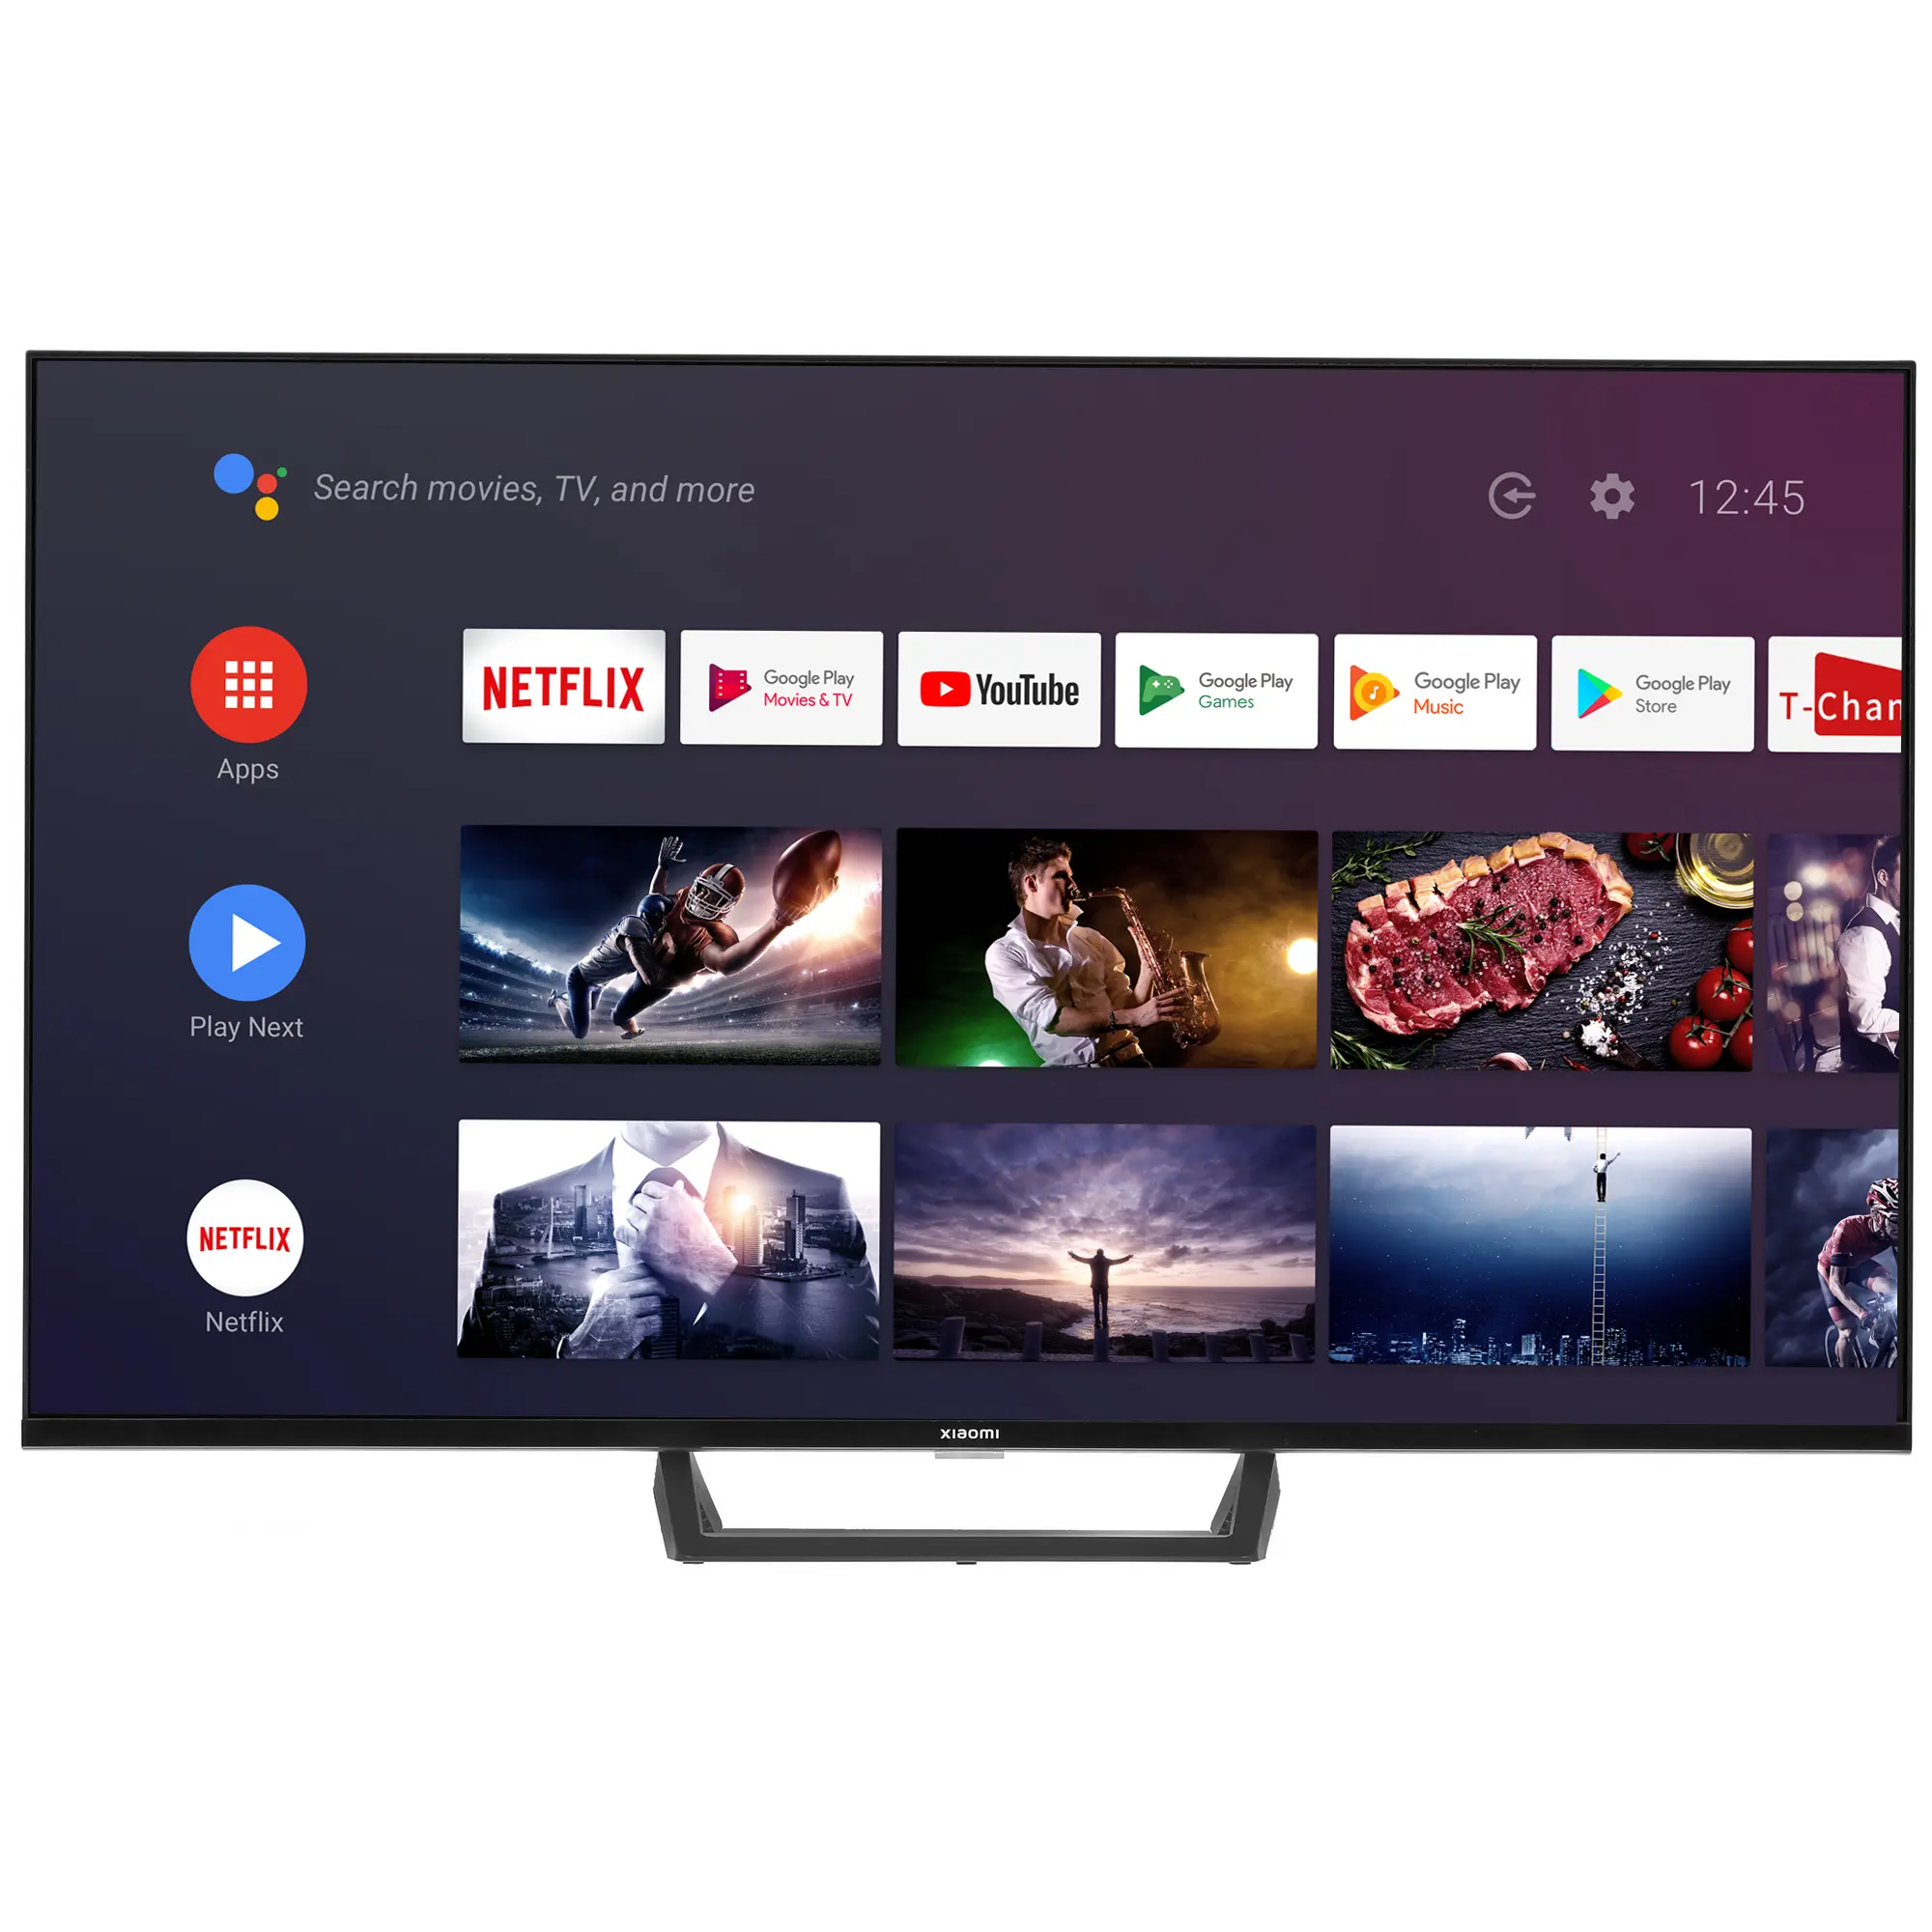 Search movies, TV, and more
12:45
Apps
NETFLIX
Google Play
Movies & TV
YouTube
Google Play
Games
Google Play
Music
Google Play
Store
T-Chan
Play Next
NETFLIX
Netflix
xiaomi